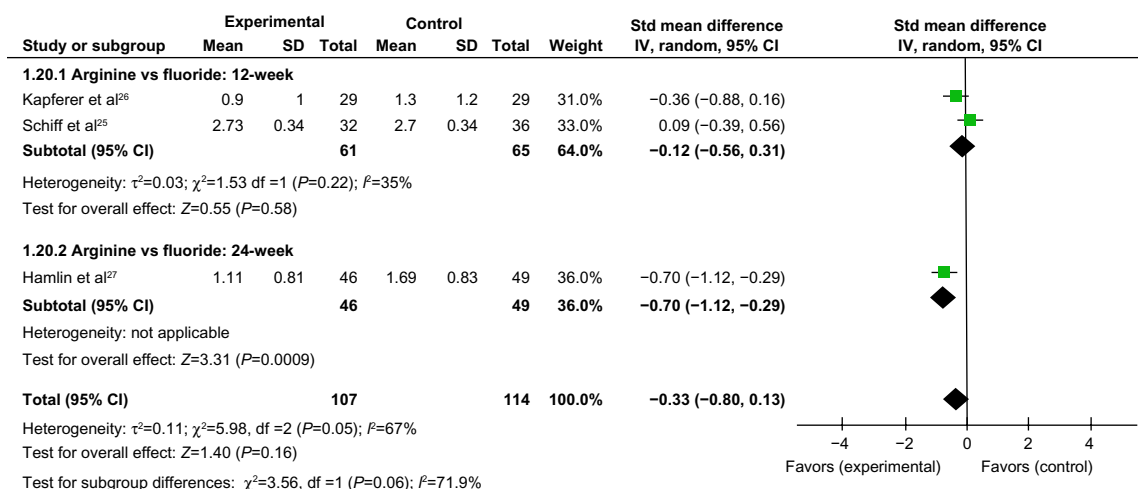 Experimental Control Std mean difference Std mean difference
Study or subgroup Mean SD Total Mean SD Total Weight IV, random, 95% CI IV, random, 95% CI
1.20.1 Arginine vs fluoride: 12-week
Kapferer et al²⁶ 0.9 1 29 1.3 1.2 29 31.0% −0.36 (−0.88, 0.16)
Schiff et al²⁵ 2.73 0.34 32 2.7 0.34 36 33.0% 0.09 (−0.39, 0.56)
Subtotal (95% CI) 61 65 64.0% −0.12 (−0.56, 0.31)
Heterogeneity: τ²=0.03; χ²=1.53 df =1 (P=0.22); I²=35%
Test for overall effect: Z=0.55 (P=0.58)
1.20.2 Arginine vs fluoride: 24-week
Hamlin et al²⁷ 1.11 0.81 46 1.69 0.83 49 36.0% −0.70 (−1.12, −0.29)
Subtotal (95% CI) 46 49 36.0% −0.70 (−1.12, −0.29)
Heterogeneity: not applicable
Test for overall effect: Z=3.31 (P=0.0009)
Total (95% CI) 107 114 100.0% −0.33 (−0.80, 0.13)
Heterogeneity: τ²=0.11; χ²=5.98, df =2 (P=0.05); I²=67%
Test for overall effect: Z=1.40 (P=0.16)
Test for subgroup differences: χ²=3.56, df =1 (P=0.06); I²=71.9%
−4 −2 0 2 4
Favors (experimental) Favors (control)